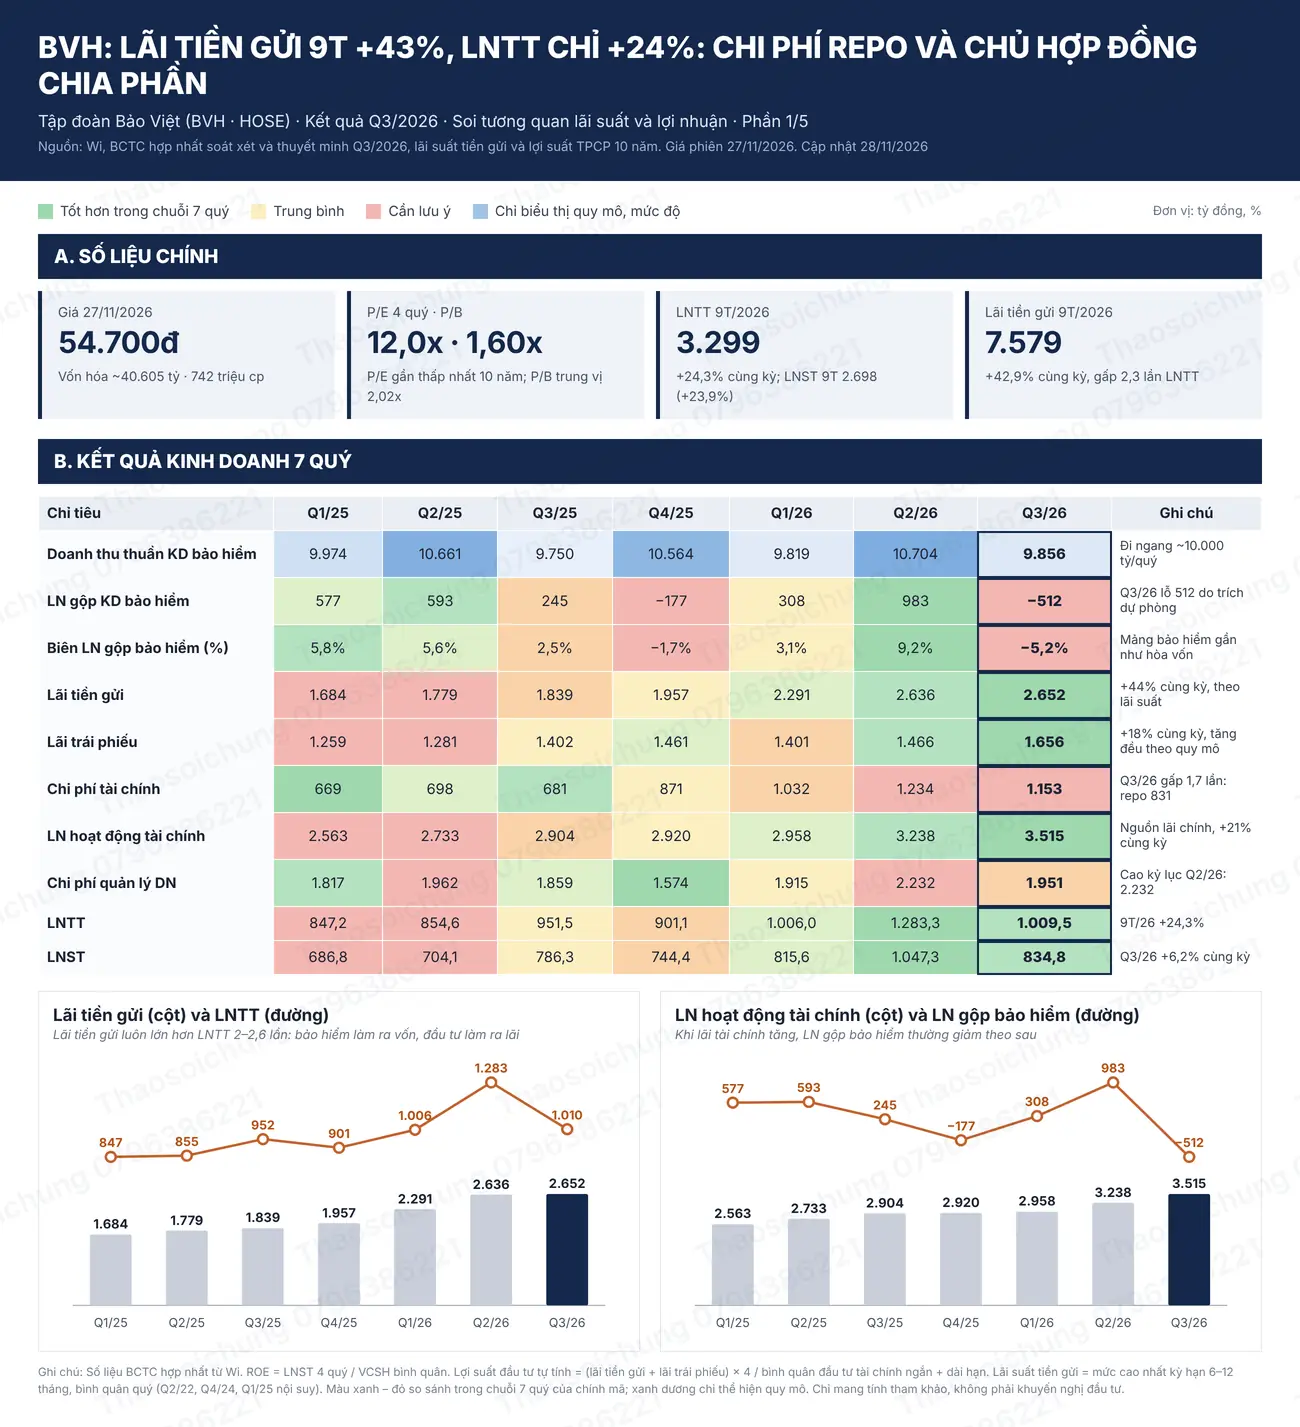 BVH: LÃI TIỀN GỬI 9T +43%, LNTT CHỈ +24%: CHI PHÍ REPO VÀ CHỦ HỢP ĐỒNG
CHIA PHẦN
Tập đoàn Bảo Việt (BVH · HOSE) · Kết quả Q3/2026 · Soi tương quan lãi suất và lợi nhuận · Phần 1/5
Nguồn: Wi, BCTC hợp nhất soát xét và thuyết minh Q3/2026, lãi suất tiền gửi và lợi suất TPCP 10 năm. Giá phiên 27/11/2026. Cập nhật 28/11/2026
Tốt hơn trong chuỗi 7 quý Trung bình Cần lưu ý Chỉ biểu thị quy mô, mức độ Đơn vị: tỷ đồng, %
A. SỐ LIỆU CHÍNH
Giá 27/11/2026
54.700đ
Vốn hóa ~40.605 tỷ · 742 triệu cp
P/E 4 quý · P/B
12,0x · 1,60x
P/E gần thấp nhất 10 năm; P/B trung vị
2,02x
LNTT 9T/2026
3.299
+24,3% cùng kỳ; LNST 9T 2.698
(+23,9%)
Lãi tiền gửi 9T/2026
7.579
+42,9% cùng kỳ, gấp 2,3 lần LNTT
B. KẾT QUẢ KINH DOANH 7 QUÝ
Chỉ tiêu Q1/25 Q2/25 Q3/25 Q4/25 Q1/26 Q2/26 Q3/26 Ghi chú
Doanh thu thuần KD bảo hiểm 9.974 10.661 9.750 10.564 9.819 10.704 9.856 Đi ngang ~10.000
tỷ/quý
LN gộp KD bảo hiểm 577 593 245 −177 308 983 −512 Q3/26 lỗ 512 do trích
dự phòng
Biên LN gộp bảo hiểm (%) 5,8% 5,6% 2,5% −1,7% 3,1% 9,2% −5,2% Mảng bảo hiểm gần
như hòa vốn
Lãi tiền gửi 1.684 1.779 1.839 1.957 2.291 2.636 2.652 +44% cùng kỳ, theo
lãi suất
Lãi trái phiếu 1.259 1.281 1.402 1.461 1.401 1.466 1.656 +18% cùng kỳ, tăng
đều theo quy mô
Chi phí tài chính 669 698 681 871 1.032 1.234 1.153 Q3/26 gấp 1,7 lần:
repo 831
LN hoạt động tài chính 2.563 2.733 2.904 2.920 2.958 3.238 3.515 Nguồn lãi chính, +21%
cùng kỳ
Chi phí quản lý DN 1.817 1.962 1.859 1.574 1.915 2.232 1.951 Cao kỷ lục Q2/26:
2.232
LNTT 847,2 854,6 951,5 901,1 1.006,0 1.283,3 1.009,5 9T/26 +24,3%
LNST 686,8 704,1 786,3 744,4 815,6 1.047,3 834,8 Q3/26 +6,2% cùng kỳ
Lãi tiền gửi (cột) và LNTT (đường)
Lãi tiền gửi luôn lớn hơn LNTT 2–2,6 lần: bảo hiểm làm ra vốn, đầu tư làm ra lãi
847 855 952 901 1.006 1.283 1.010
1.684 1.779 1.839 1.957 2.291 2.636 2.652
Q1/25 Q2/25 Q3/25 Q4/25 Q1/26 Q2/26 Q3/26
LN hoạt động tài chính (cột) và LN gộp bảo hiểm (đường)
Khi lãi tài chính tăng, LN gộp bảo hiểm thường giảm theo sau
577 593 245 −177 308 983 −512
2.563 2.733 2.904 2.920 2.958 3.238 3.515
Q1/25 Q2/25 Q3/25 Q4/25 Q1/26 Q2/26 Q3/26
Ghi chú: Số liệu BCTC hợp nhất từ Wi. ROE = LNST 4 quý / VCSH bình quân. Lợi suất đầu tư tự tính = (lãi tiền gửi + lãi trái phiếu) × 4 / bình quân đầu tư tài chính ngắn + dài hạn. Lãi suất tiền gửi = mức cao nhất kỳ hạn 6–12
tháng, bình quân quý (Q2/22, Q4/24, Q1/25 nội suy). Màu xanh – đỏ so sánh trong chuỗi 7 quý của chính mã; xanh dương chỉ thể hiện quy mô. Chỉ mang tính tham khảo, không phải khuyến nghị đầu tư.
Thaosoichung 0796386221